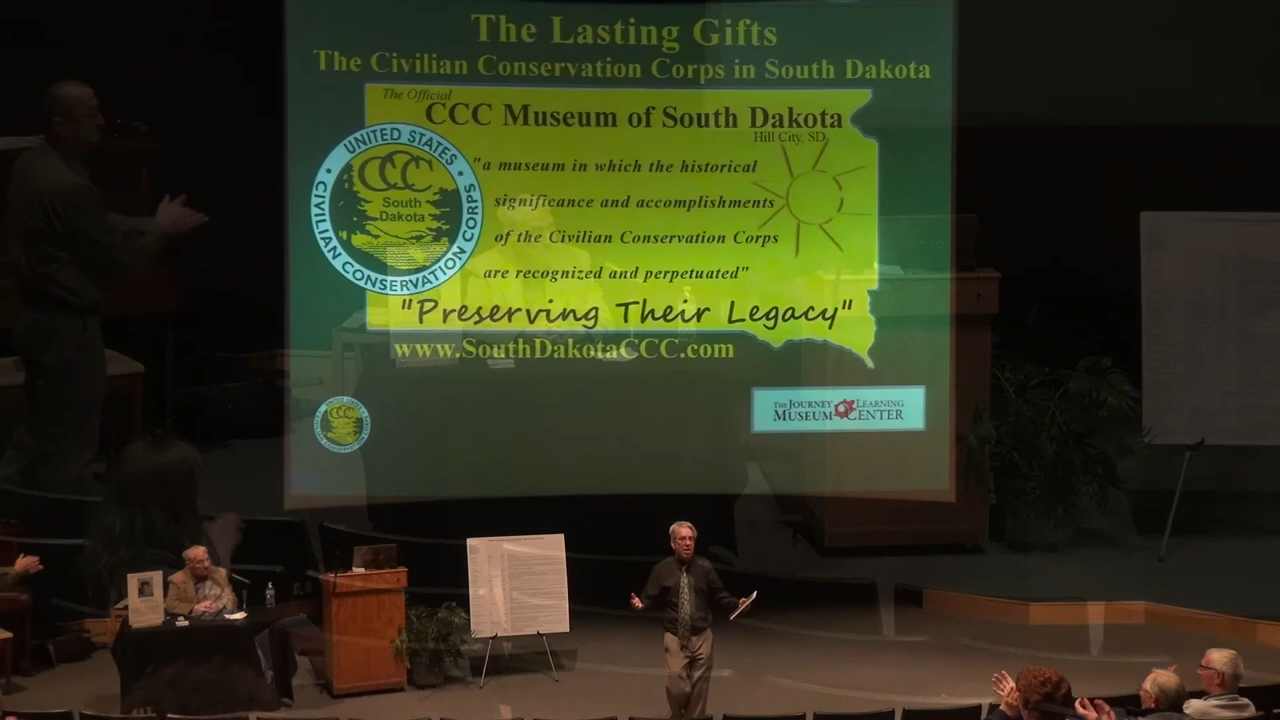 The Lasting Gifts
The Civilian Conservation Corps in South Dakota
The Official
CCC Museum of South Dakota
Hill City, SD
UNITED STATES
CIVILIAN CONSERVATION CORPS
CCC
South
Dakota
"a museum in which the historical
significance and accomplishments
of the Civilian Conservation Corps
are recognized and perpetuated"
"Preserving Their Legacy"
www.SouthDakotaCCC.com
THE JOURNEY LEARNING
MUSEUM CENTER
CCC